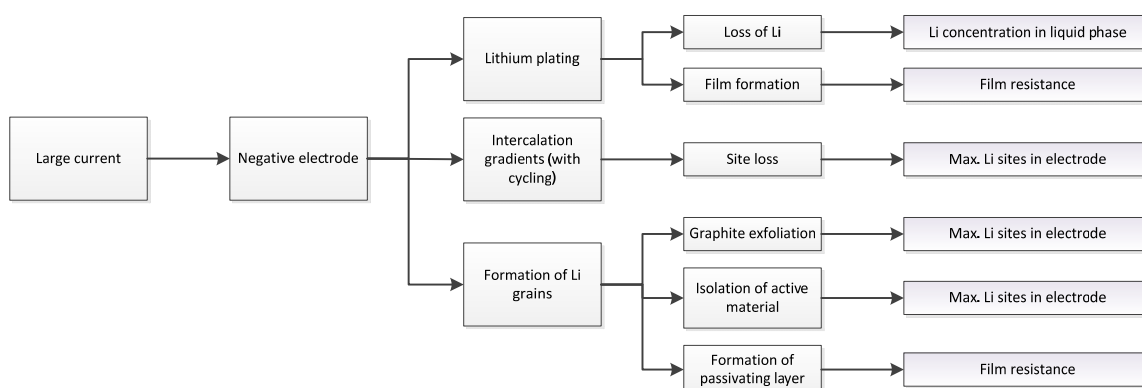 Large current
Negative electrode
Lithium plating
Loss of Li
Li concentration in liquid phase
Film formation
Film resistance
Intercalation
gradients (with
cycling)
Site loss
Max. Li sites in electrode
Formation of Li
grains
Graphite exfoliation
Max. Li sites in electrode
Isolation of active
material
Max. Li sites in electrode
Formation of
passivating layer
Film resistance